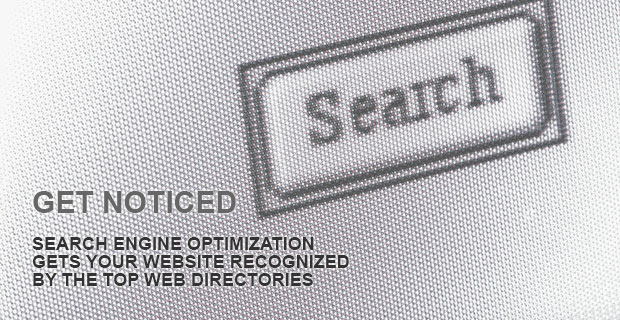 Search
GET NOTICED
SEARCH ENGINE OPTIMIZATION
GETS YOUR WEBSITE RECOGNIZED
BY THE TOP WEB DIRECTORIES